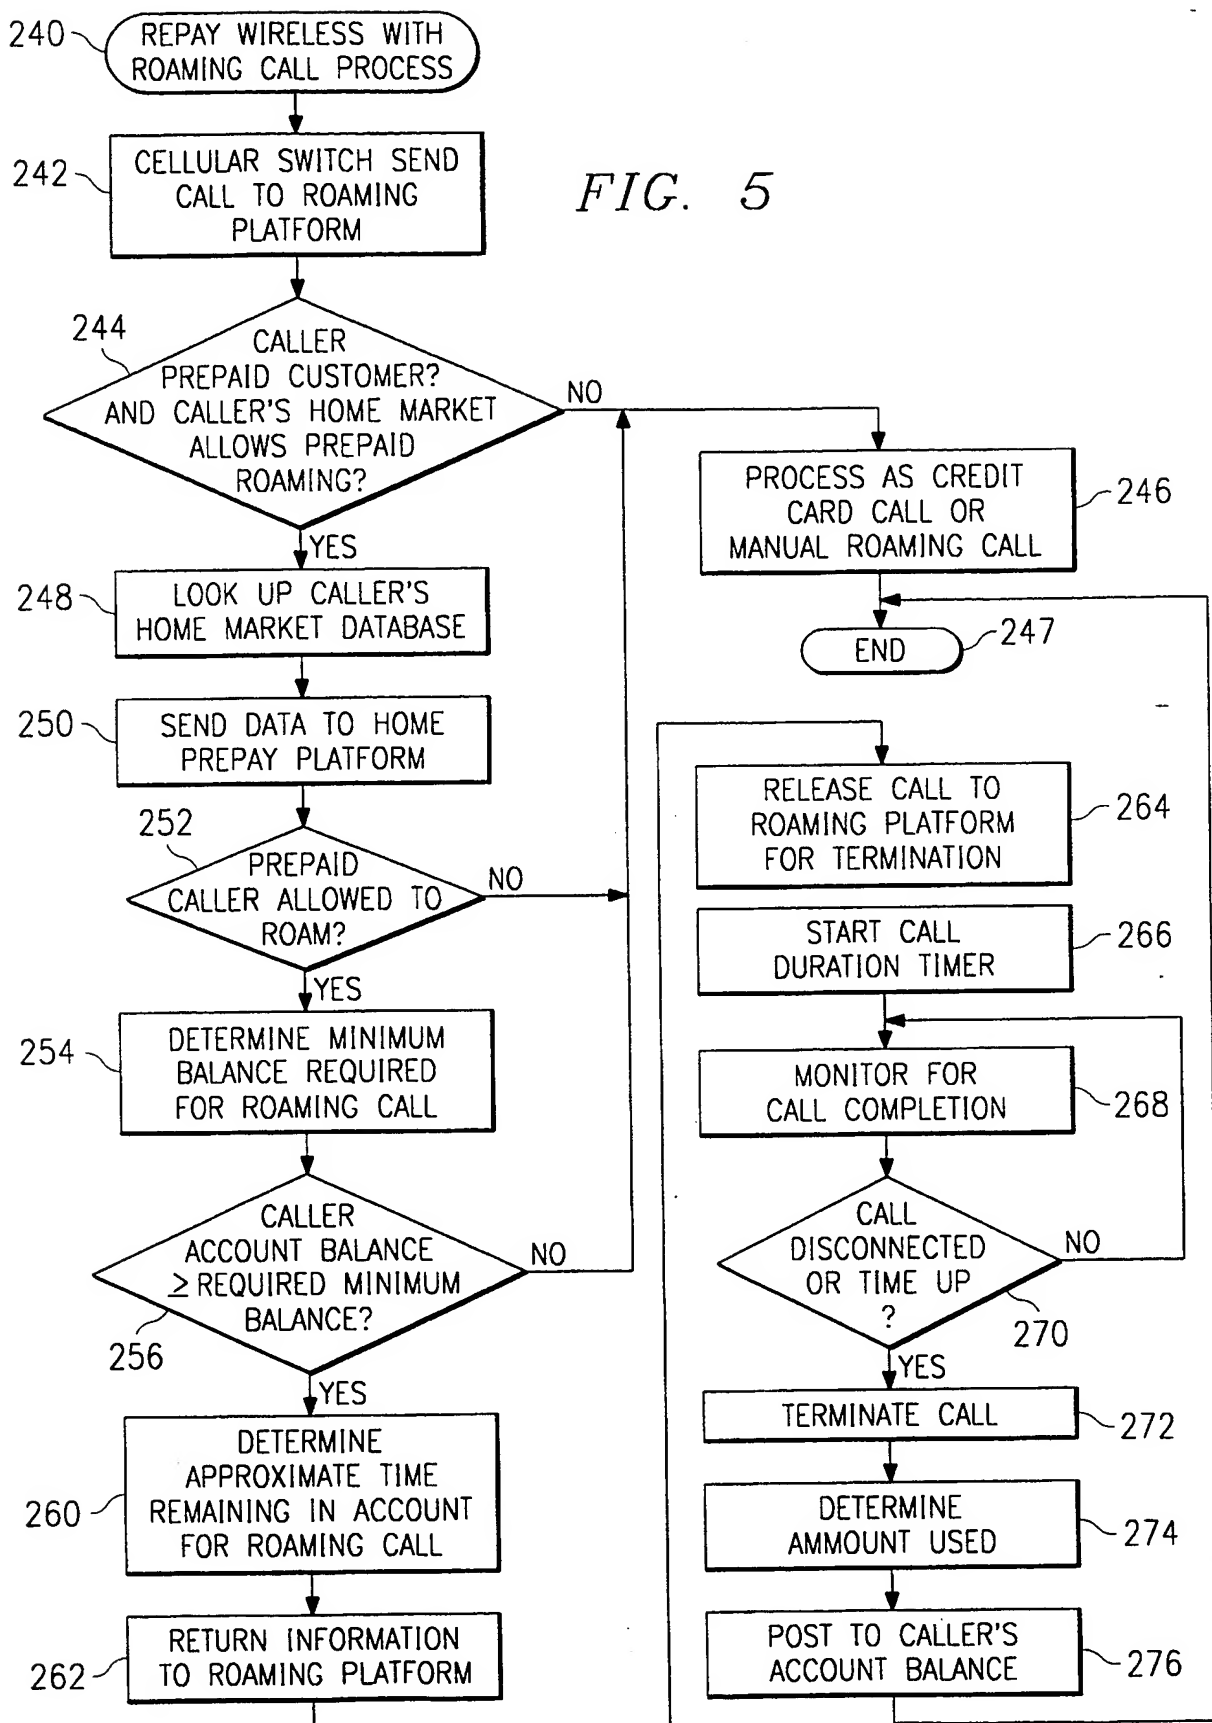 240
REPAY WIRELESS WITH
ROAMING CALL PROCESS
242
CELLULAR SWITCH SEND
CALL TO ROAMING
PLATFORM
FIG. 5
244
CALLER
PREPAID CUSTOMER?
AND CALLER'S HOME MARKET
ALLOWS PREPAID
ROAMING?
NO
YES
PROCESS AS CREDIT
CARD CALL OR
MANUAL ROAMING CALL
246
END
247
248
LOOK UP CALLER'S
HOME MARKET DATABASE
250
SEND DATA TO HOME
PREPAY PLATFORM
252
PREPAID
CALLER ALLOWED TO
ROAM?
NO
YES
254
DETERMINE MINIMUM
BALANCE REQUIRED
FOR ROAMING CALL
CALLER
ACCOUNT BALANCE
≥ REQUIRED MINIMUM
BALANCE?
256
NO
YES
260
DETERMINE
APPROXIMATE TIME
REMAINING IN ACCOUNT
FOR ROAMING CALL
262
RETURN INFORMATION
TO ROAMING PLATFORM
RELEASE CALL TO
ROAMING PLATFORM
FOR TERMINATION
264
START CALL
DURATION TIMER
266
MONITOR FOR
CALL COMPLETION
268
CALL
DISCONNECTED
OR TIME UP
?
NO
270
YES
TERMINATE CALL
272
DETERMINE
AMMOUNT USED
274
POST TO CALLER'S
ACCOUNT BALANCE
276